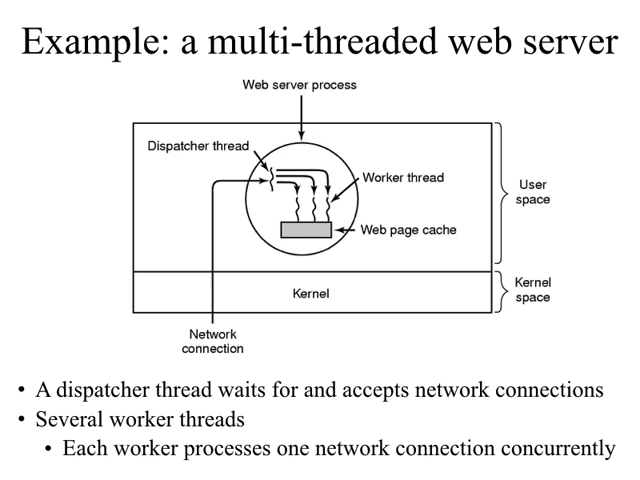 Example: a multi-threaded web server
Web server process
Dispatcher thread
Worker thread
User
space
Web page cache
Kernel
Kernel
space
Network
connection
• A dispatcher thread waits for and accepts network connections
• Several worker threads
• Each worker processes one network connection concurrently